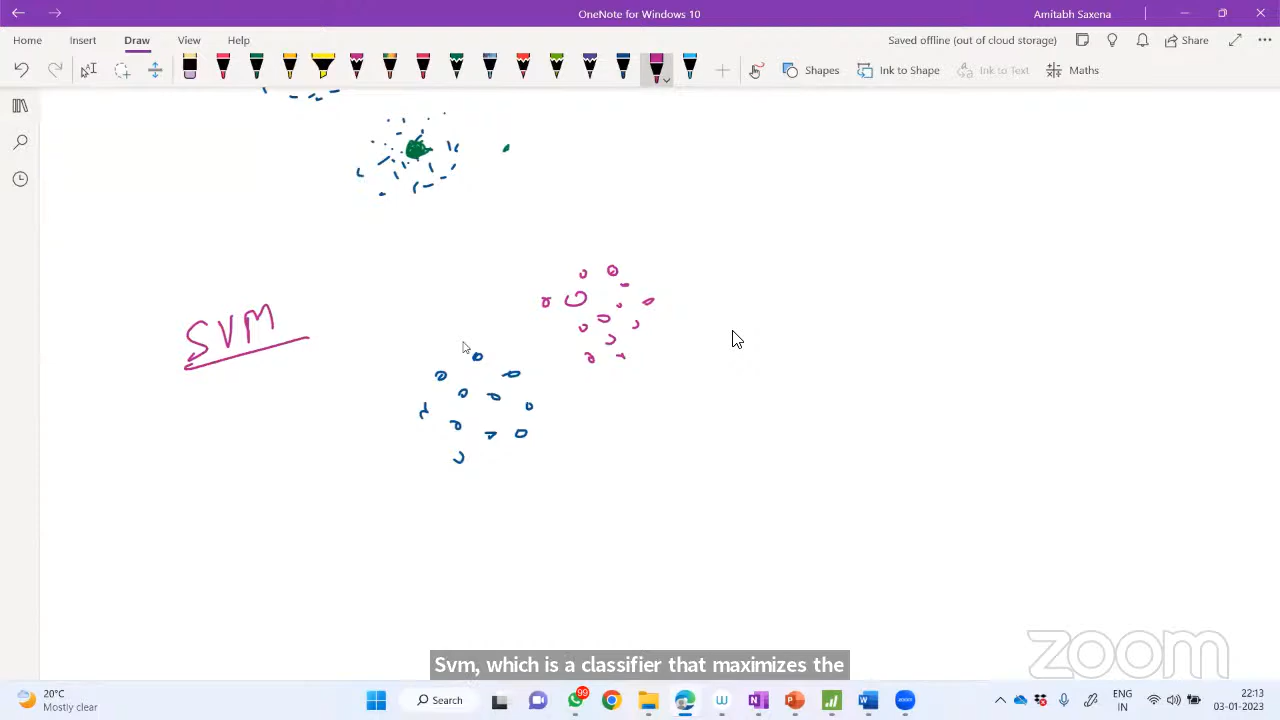 OneNote for Windows 10
Amitabh Saxena
Home Insert Draw View Help
Saved offline (out of cloud storage)
Share
Shapes
Ink to Shape
Ink to Text
Maths
SVM
Svm, which is a classifier that maximizes the
zoom
20°C
Mostly clear
Search
99
ENG
IN
22:13
03-01-2023